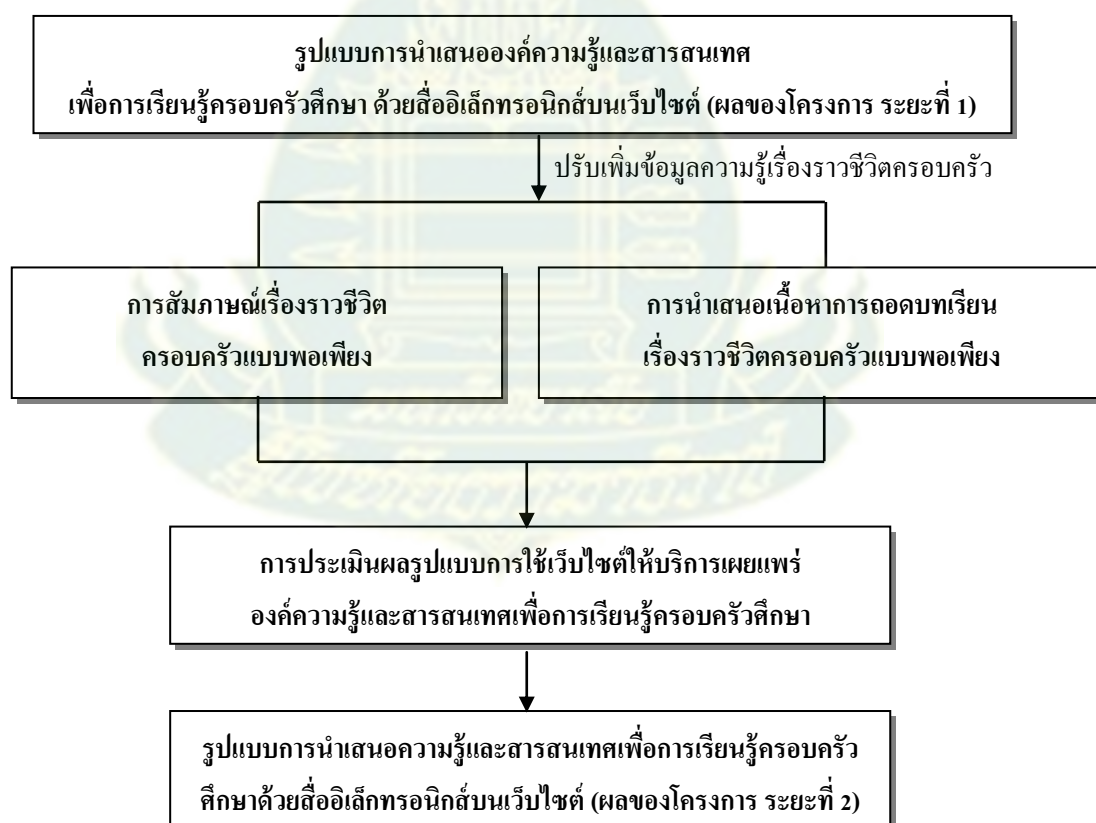 รูปแบบการนำเสนอองค์ความรู้และสารสนเทศ
เพื่อการเรียนรู้ครอบครัวศึกษา ด้วยสื่ออิเล็กทรอนิกส์บนเว็บไซต์ (ผลของโครงการ ระยะที่ 1)
ปรับเพิ่มข้อมูลความรู้เรื่องราวชีวิตครอบครัว
การสัมภาษณ์เรื่องราวชีวิต
ครอบครัวแบบพอเพียง
การนำเสนอเนื้อหาการถอดบทเรียน
เรื่องราวชีวิตครอบครัวแบบพอเพียง
การประเมินผลรูปแบบการใช้เว็บไซต์ให้บริการเผยแพร่
องค์ความรู้และสารสนเทศเพื่อการเรียนรู้ครอบครัวศึกษา
รูปแบบการนำเสนอความรู้และสารสนเทศเพื่อการเรียนรู้ครอบครัว
ศึกษาด้วยสื่ออิเล็กทรอนิกส์บนเว็บไซต์ (ผลของโครงการ ระยะที่ 2)